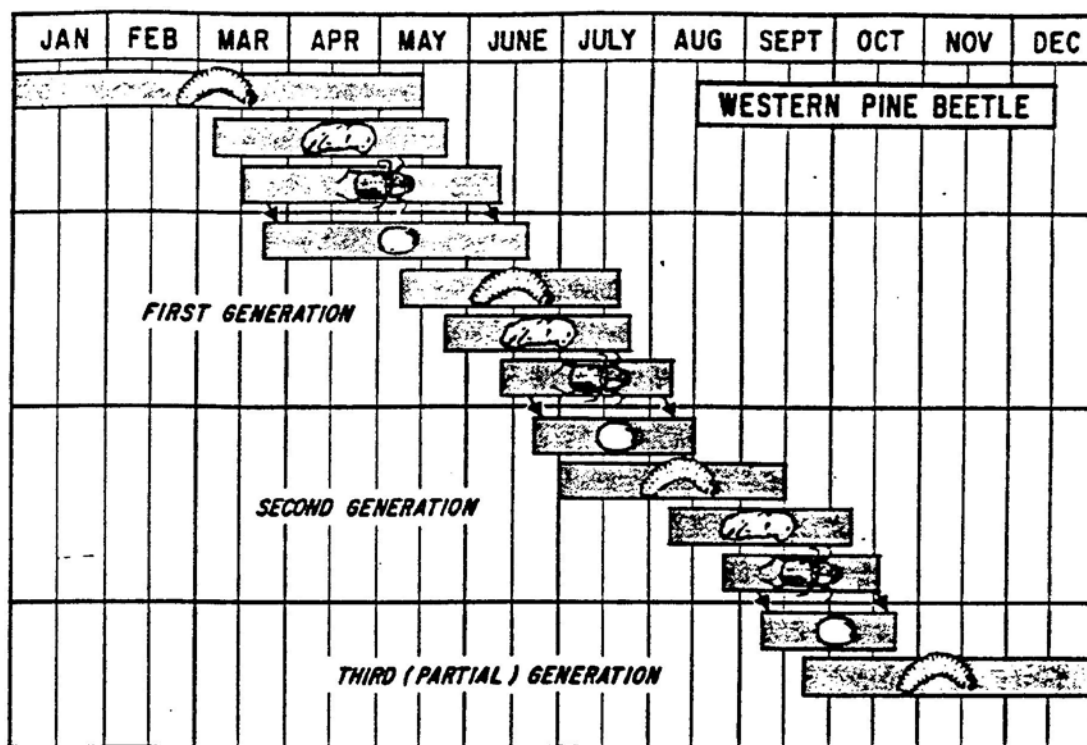 JAN FEB MAR APR MAY JUNE JULY AUG SEPT OCT NOV DEC
WESTERN PINE BEETLE
FIRST GENERATION
SECOND GENERATION
THIRD (PARTIAL) GENERATION